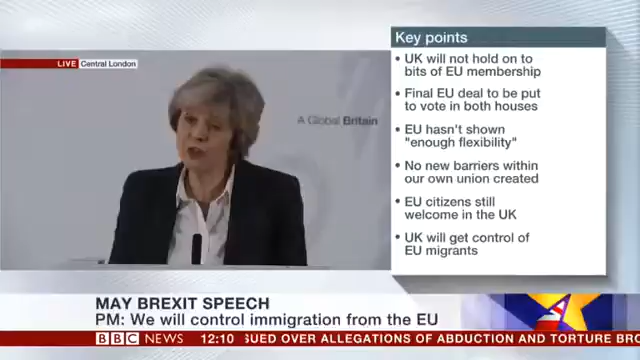 LIVE Central London
A Global Britain
Key points
• UK will not hold on to
bits of EU membership
• Final EU deal to be put
to vote in both houses
• EU hasn't shown
"enough flexibility"
• No new barriers within
our own union created
• EU citizens still
welcome in the UK
• UK will get control of
EU migrants
MAY BREXIT SPEECH
PM: We will control immigration from the EU
BBC NEWS 12:10 SUED OVER ALLEGATIONS OF ABDUCTION AND TORTURE BRO